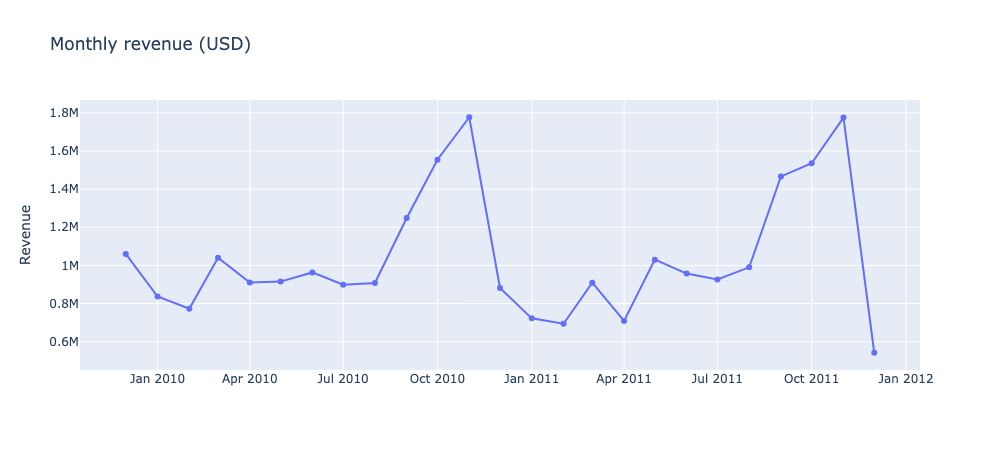 Monthly revenue (USD)
1.8M
1.6M
1.4M
1.2M
1M
0.8M
0.6M
Revenue
Jan 2010 Apr 2010 Jul 2010 Oct 2010 Jan 2011 Apr 2011 Jul 2011 Oct 2011 Jan 2012